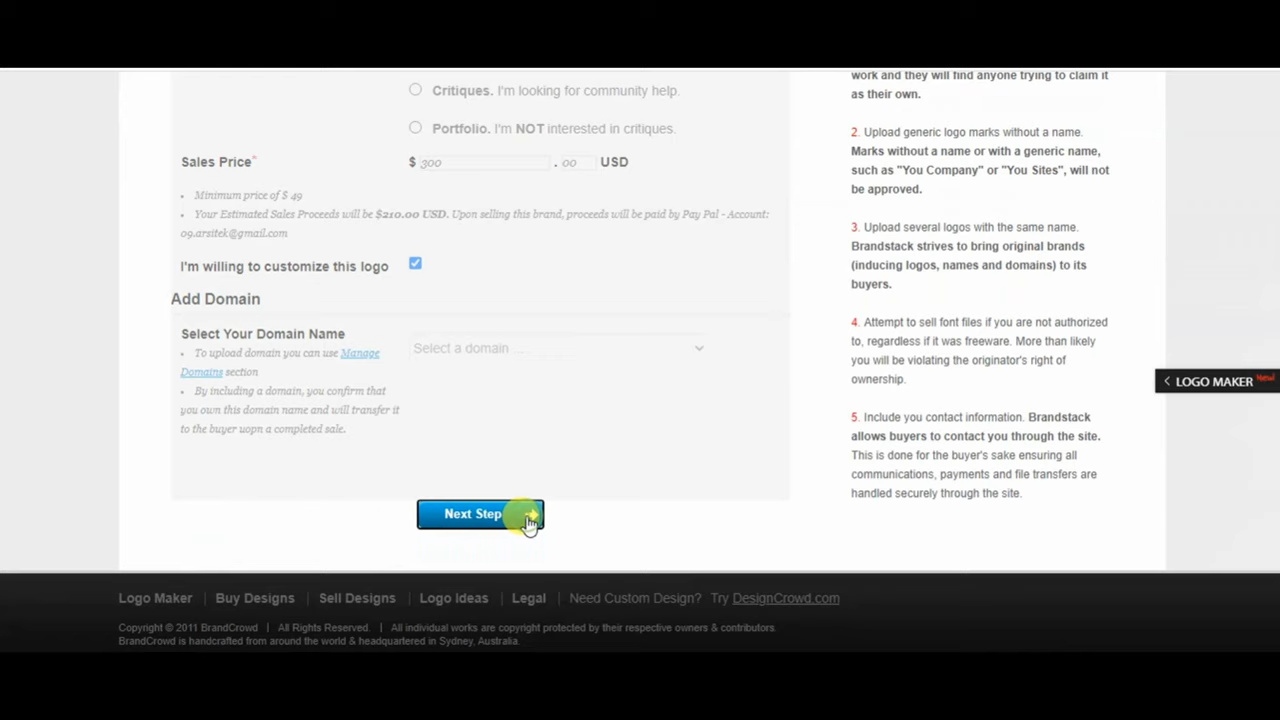 Critiques. I'm looking for community help.
Portfolio. I'm NOT interested in critiques.
Sales Price*
$ 300 . 00 USD
• Minimum price of $ 49
• Your Estimated Sales Proceeds will be $210.00 USD. Upon selling this brand, proceeds will be paid by Pay Pal - Account:
09.arsitek@gmail.com
I'm willing to customize this logo
Add Domain
Select Your Domain Name
Select a domain ...
• To upload domain you can use Manage
Domains section
• By including a domain, you confirm that
you own this domain name and will transfer it
to the buyer uopn a completed sale.
Next Step
work and they will find anyone trying to claim it
as their own.
2. Upload generic logo marks without a name.
Marks without a name or with a generic name,
such as "You Company" or "You Sites", will not
be approved.
3. Upload several logos with the same name.
Brandstack strives to bring original brands
(inducing logos, names and domains) to its
buyers.
4. Attempt to sell font files if you are not authorized
to, regardless if it was freeware. More than likely
you will be violating the originator's right of
ownership.
5. Include you contact information. Brandstack
allows buyers to contact you through the site.
This is done for the buyer's sake ensuring all
communications, payments and file transfers are
handled securely through the site.
LOGO MAKER New!
Logo Maker | Buy Designs | Sell Designs | Logo Ideas | Legal | Need Custom Design? Try DesignCrowd.com
Copyright © 2011 BrandCrowd | All Rights Reserved. | All individual works are copyright protected by their respective owners & contributors.
BrandCrowd is handcrafted from around the world & headquartered in Sydney, Australia.